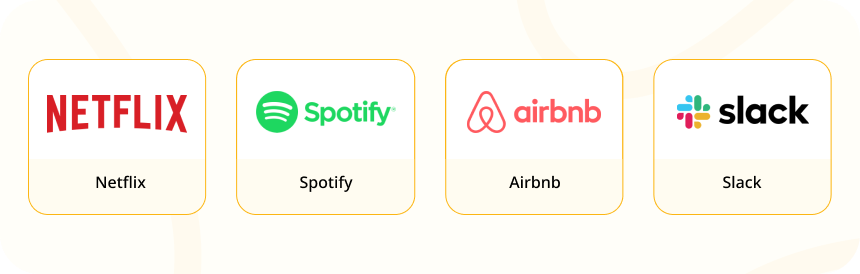 NETFLIX
Spotify®
airbnb
slack
Netflix
Spotify
Airbnb
Slack